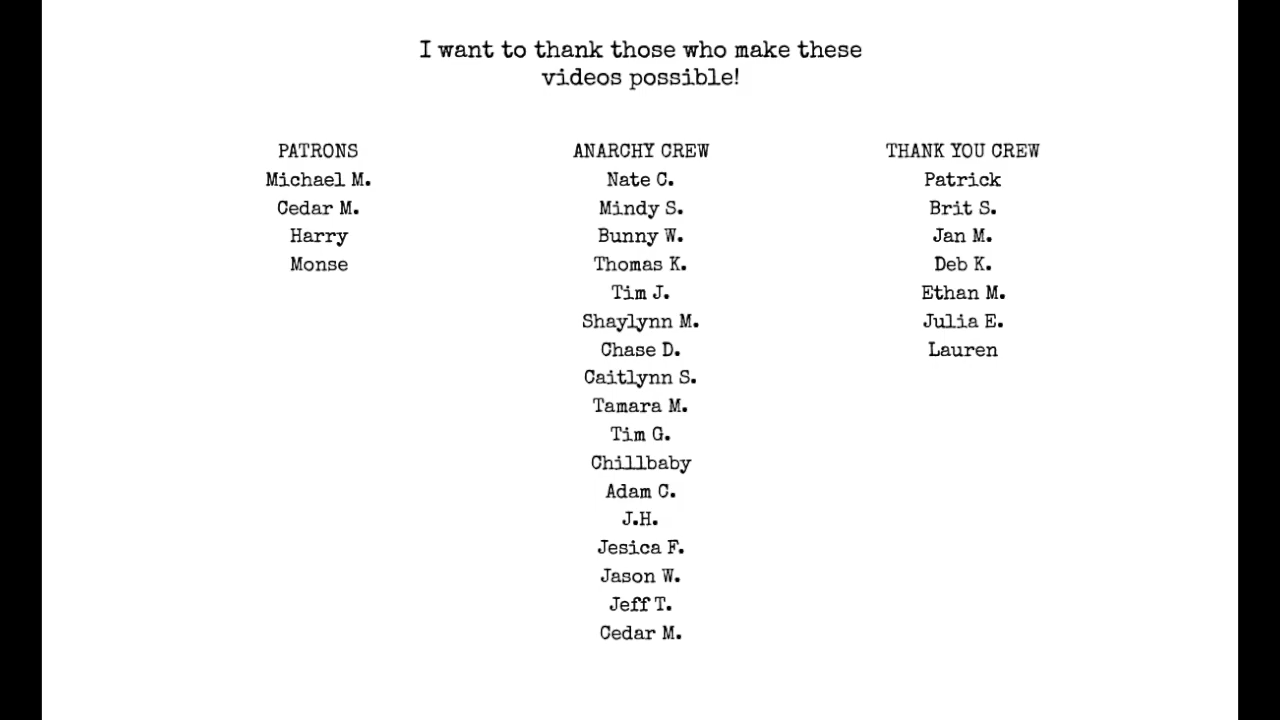 I want to thank those who make these
videos possible!
PATRONS
Michael M.
Cedar M.
Harry
Monse
ANARCHY CREW
Nate C.
Mindy S.
Bunny W.
Thomas K.
Tim J.
Shaylynn M.
Chase D.
Caitlynn S.
Tamara M.
Tim G.
Chillbaby
Adam C.
J.H.
Jesica F.
Jason W.
Jeff T.
Cedar M.
THANK YOU CREW
Patrick
Brit S.
Jan M.
Deb K.
Ethan M.
Julia E.
Lauren